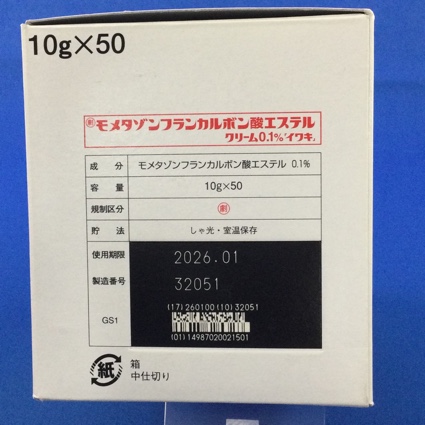 10g×50
劇 モメタゾンフランカルボン酸エステル
クリーム0.1%「イワキ」
成分 モメタゾンフランカルボン酸エステル 0.1%
容量 10g×50
規制区分 劇
貯法 しゃ光・室温保存
使用期限 2026.01
製造番号 32051
(17)260100(10)32051
GS1
(01)14987020021501
紙 箱
中仕切り